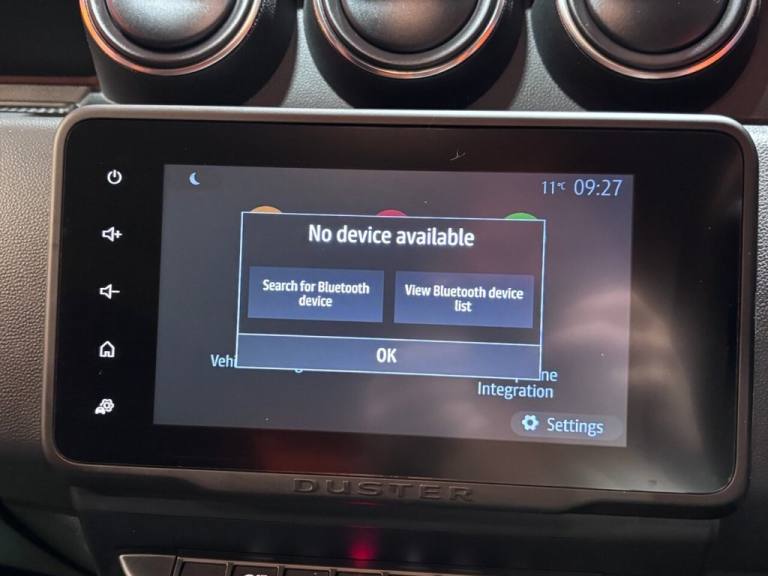 11°C 09:27
No device available
Search for Bluetooth
device
View Bluetooth device
list
OK
Integration
Settings
DUSTER